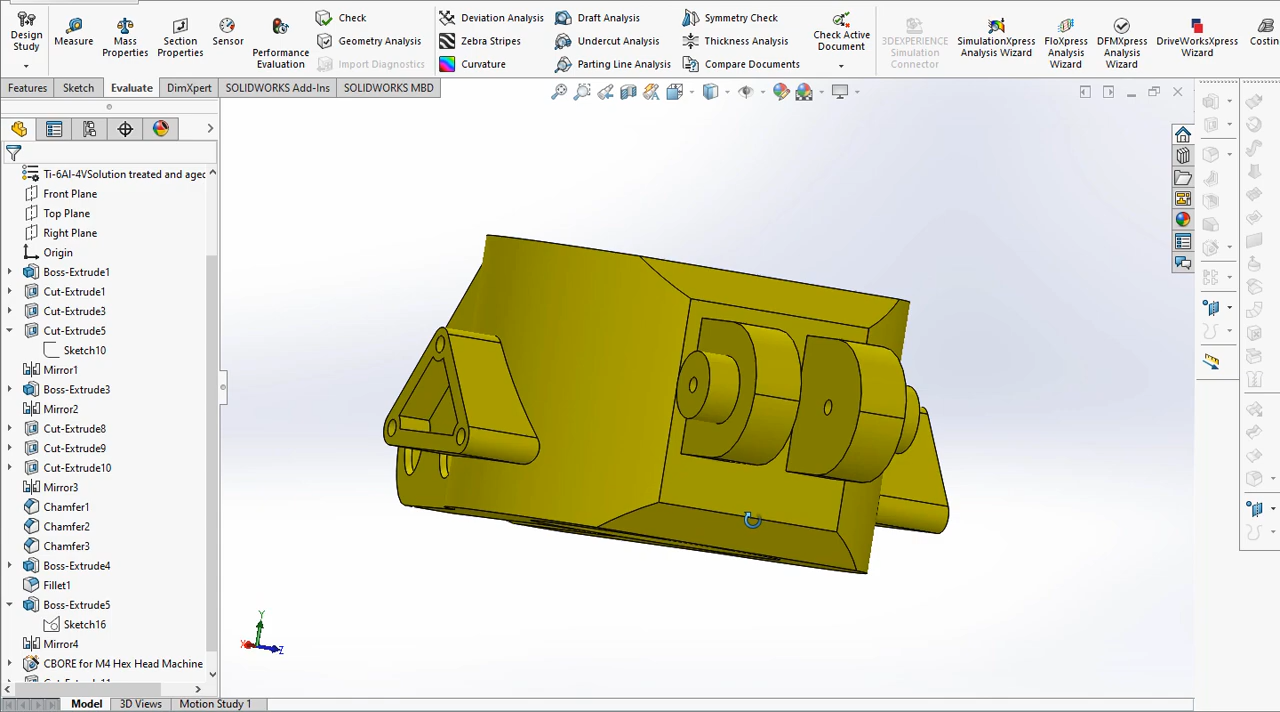 Design Study
Measure
Mass Properties
Section Properties
Sensor
Performance Evaluation
Check
Geometry Analysis
Import Diagnostics
Deviation Analysis
Zebra Stripes
Curvature
Draft Analysis
Undercut Analysis
Parting Line Analysis
Symmetry Check
Thickness Analysis
Compare Documents
Check Active Document
3DEXPERIENCE Simulation Connector
SimulationXpress Analysis Wizard
FloXpress Analysis Wizard
DFMXpress Analysis Wizard
DriveWorksXpress Wizard
Costin
Features
Sketch
Evaluate
DimXpert
SOLIDWORKS Add-Ins
SOLIDWORKS MBD
Ti-6Al-4VSolution treated and aged
Front Plane
Top Plane
Right Plane
Origin
Boss-Extrude1
Cut-Extrude1
Cut-Extrude3
Cut-Extrude5
Sketch10
Mirror1
Boss-Extrude3
Mirror2
Cut-Extrude8
Cut-Extrude9
Cut-Extrude10
Mirror3
Chamfer1
Chamfer2
Chamfer3
Boss-Extrude4
Fillet1
Boss-Extrude5
Sketch16
Mirror4
CBORE for M4 Hex Head Machine
Y
X
Z
Model
3D Views
Motion Study 1